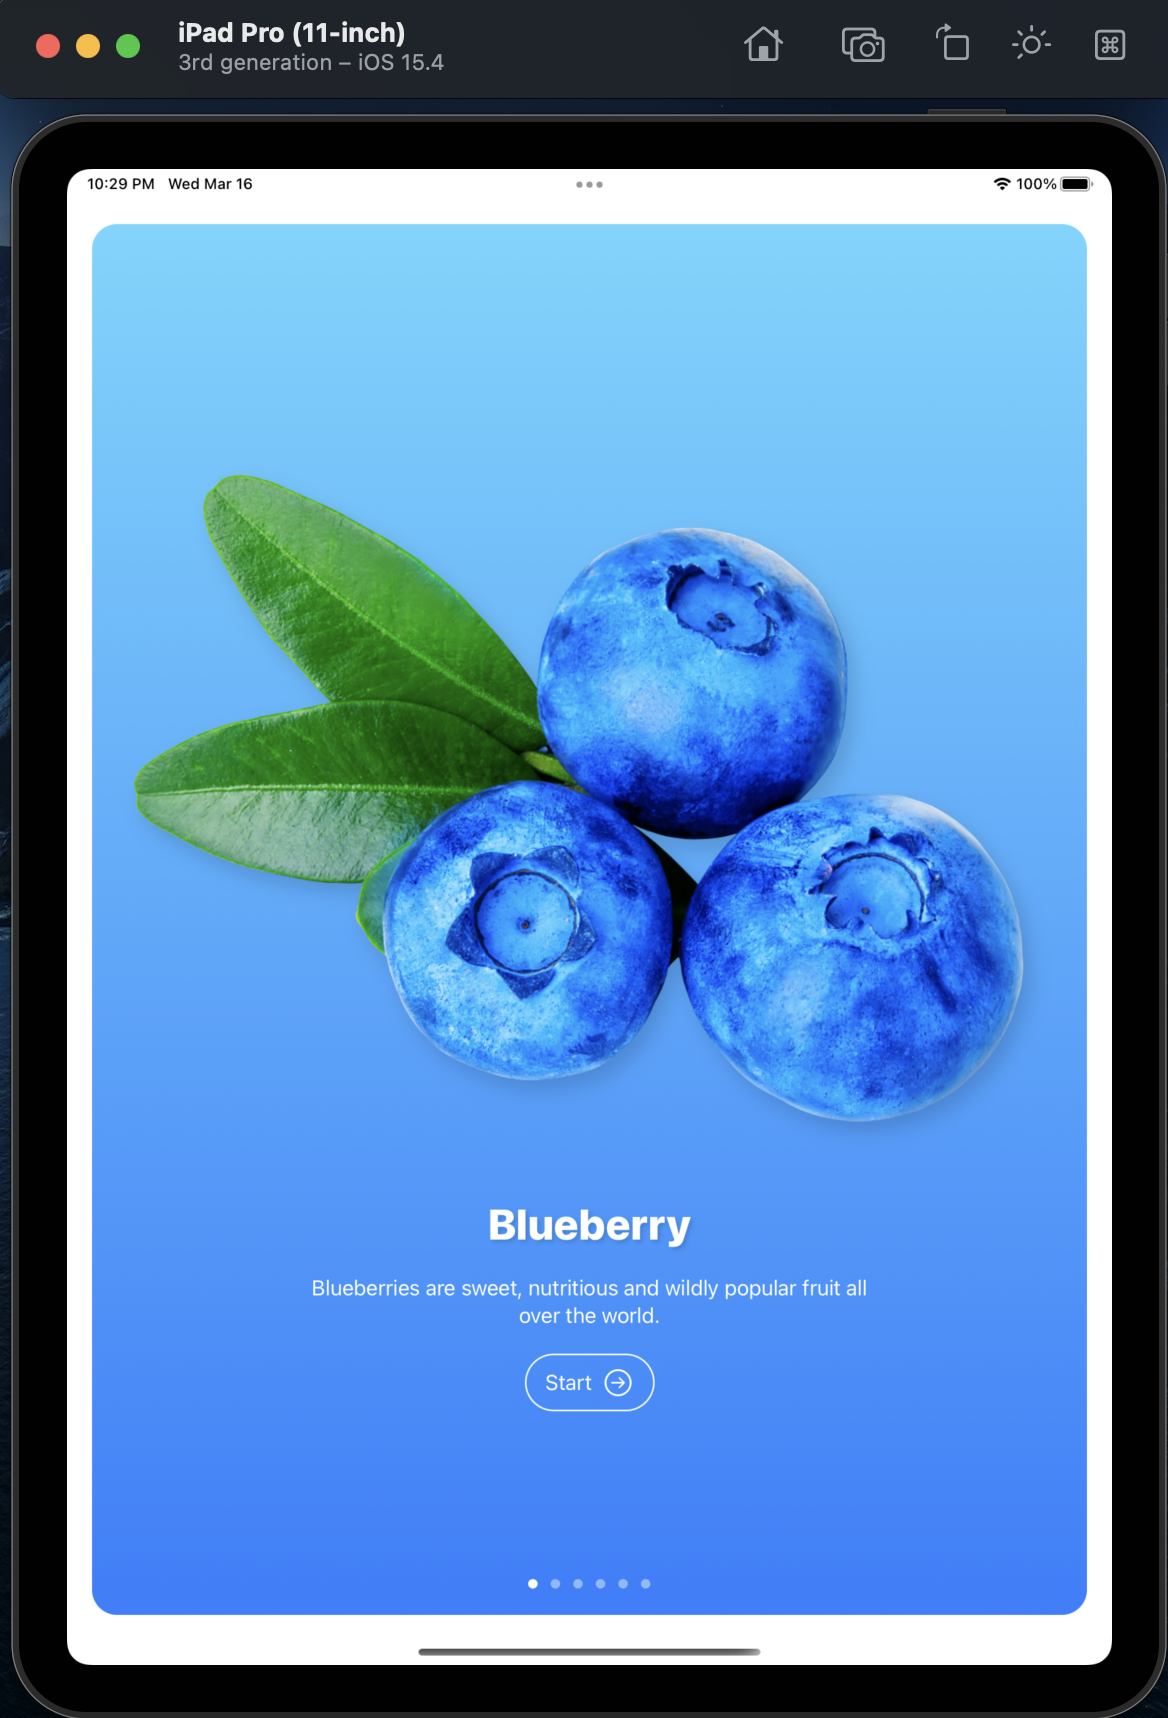 iPad Pro (11-inch)
3rd generation – iOS 15.4
10:29 PM Wed Mar 16
100%
Blueberry
Blueberries are sweet, nutritious and wildly popular fruit all
over the world.
Start